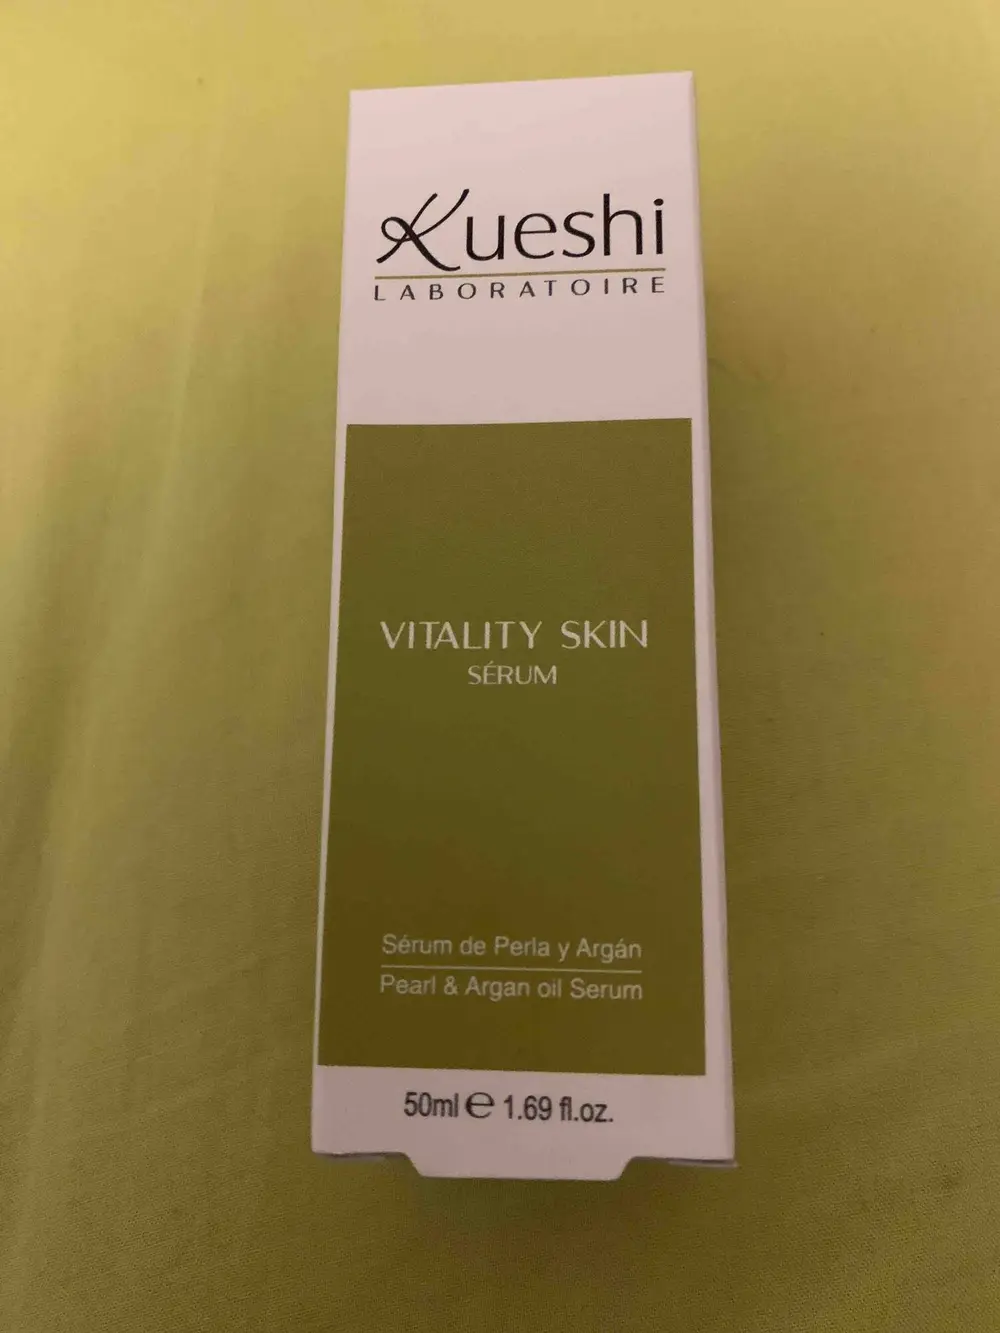 Kueshi
LABORATOIRE
VITALITY SKIN
SÉRUM
Sérum de Perla y Argán
Pearl & Argan oil Serum
50ml ℮ 1.69 fl.oz.